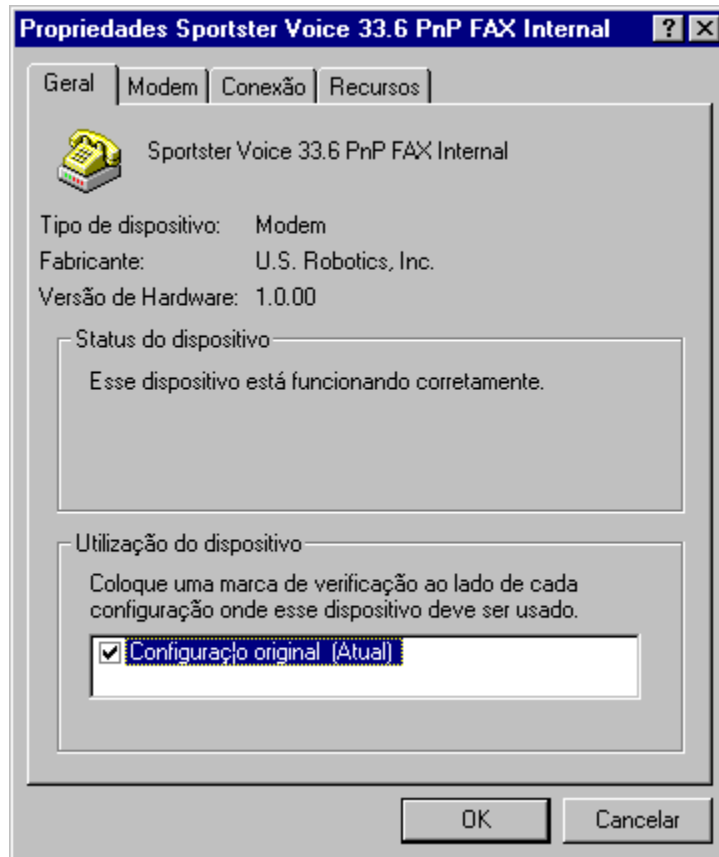 Propriedades Sportster Voice 33.6 PnP FAX Internal
Geral Modem Conexão Recursos
Sportster Voice 33.6 PnP FAX Internal
Tipo de dispositivo: Modem
Fabricante: U.S. Robotics, Inc.
Versão de Hardware: 1.0.00
Status do dispositivo
Esse dispositivo está funcionando corretamente.
Utilização do dispositivo
Coloque uma marca de verificação ao lado de cada
configuração onde esse dispositivo deve ser usado.
Configuraç¦o original (Atual)
OK Cancelar